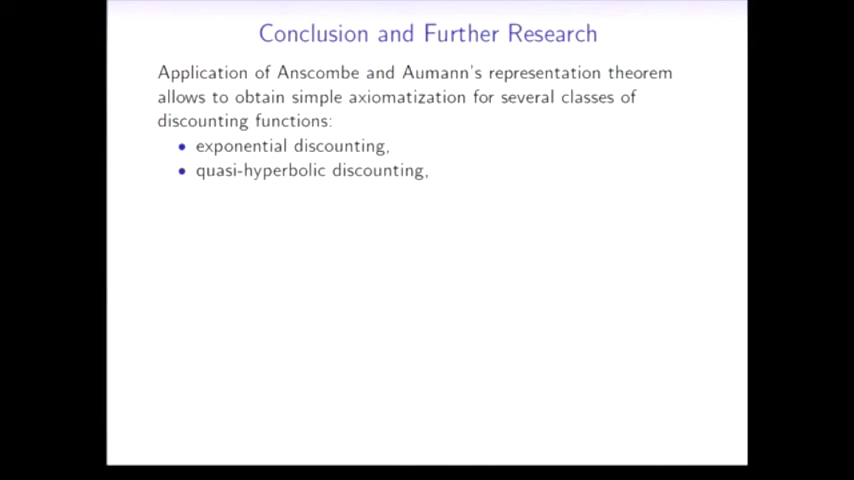 Conclusion and Further Research
Application of Anscombe and Aumann's representation theorem
allows to obtain simple axiomatization for several classes of
discounting functions:
• exponential discounting,
• quasi-hyperbolic discounting,